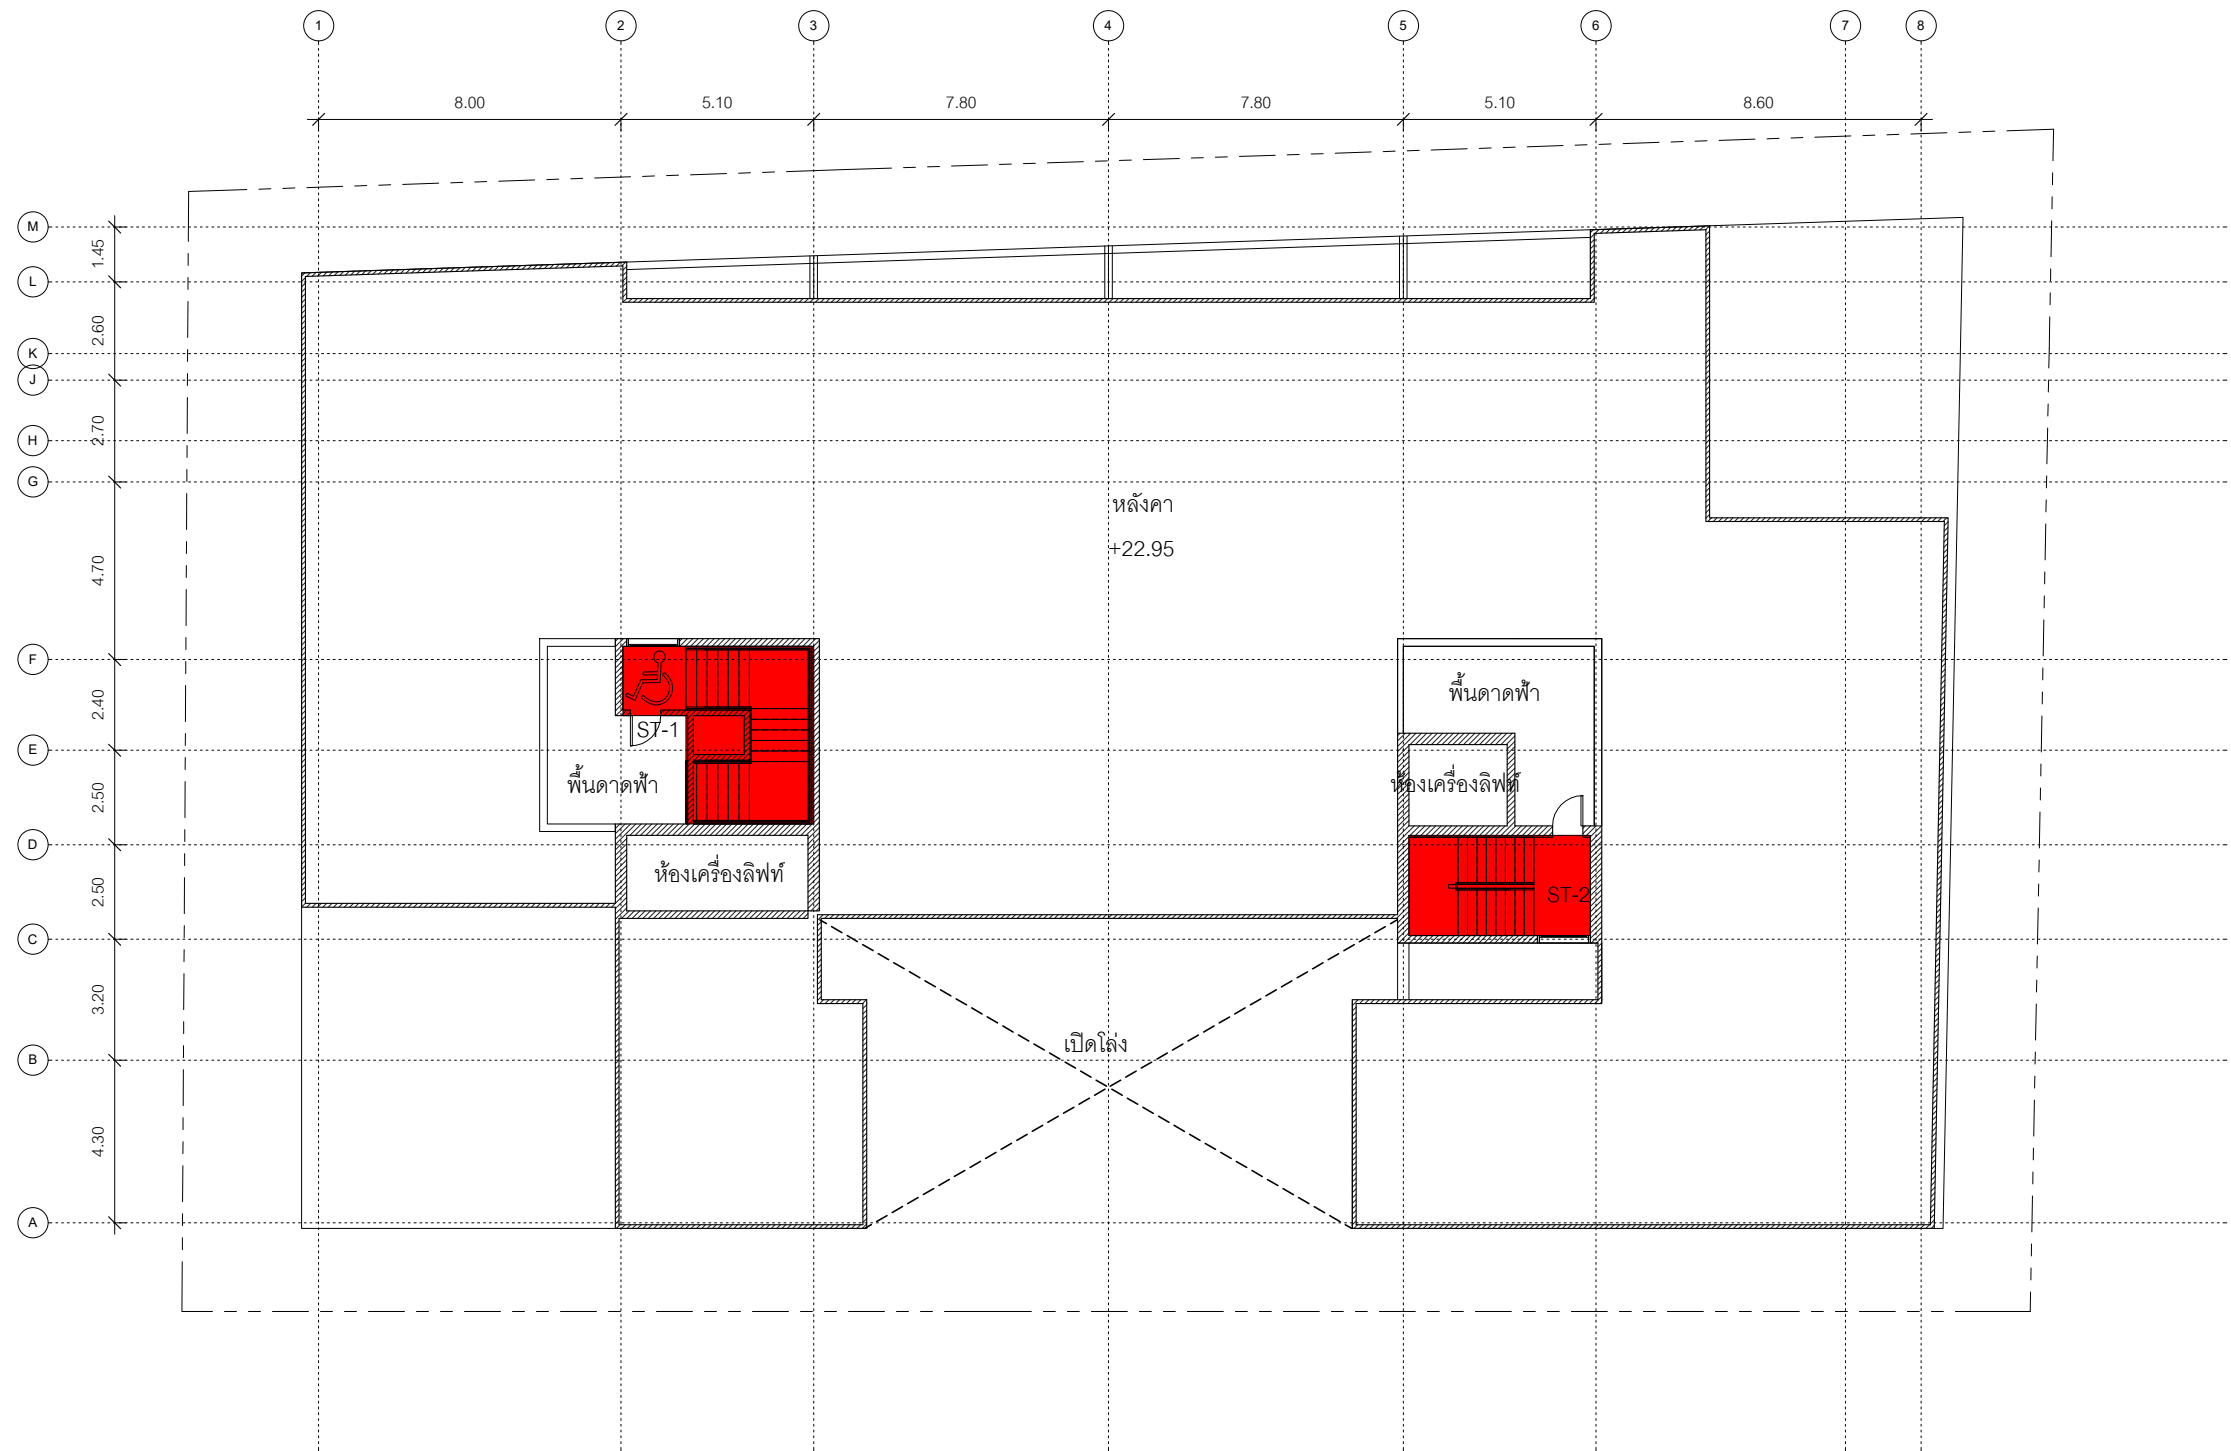 1 2 3 4 5 6 7 8
8.00 5.10 7.80 7.80 5.10 8.60
M
1.45
L
2.60
K
J
2.70
H
G
หลังคา
+22.95
4.70
F
2.40
พื้นดาดฟ้า
ST-1
E
พื้นดาดฟ้า
ห้องเครื่องลิฟท์
2.50
D
ห้องเครื่องลิฟท์
2.50
ST-2
C
3.20
เปิดโล่ง
B
4.30
A